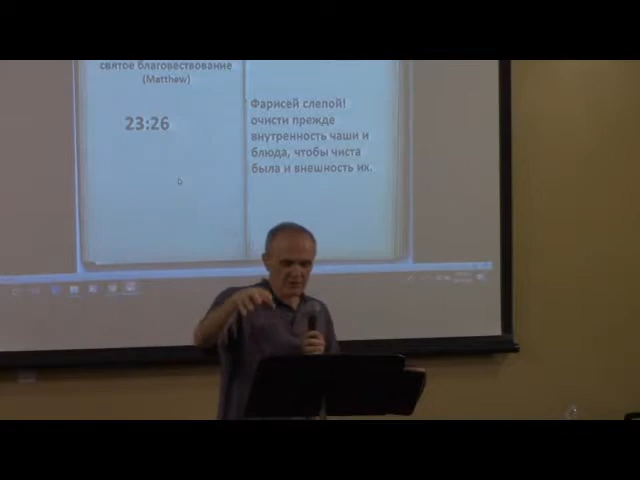 святое благовествование
(Matthew)
23:26
Фарисей слепой!
очисти прежде
внутренность чаши и
блюда, чтобы чиста
была и внешность их.